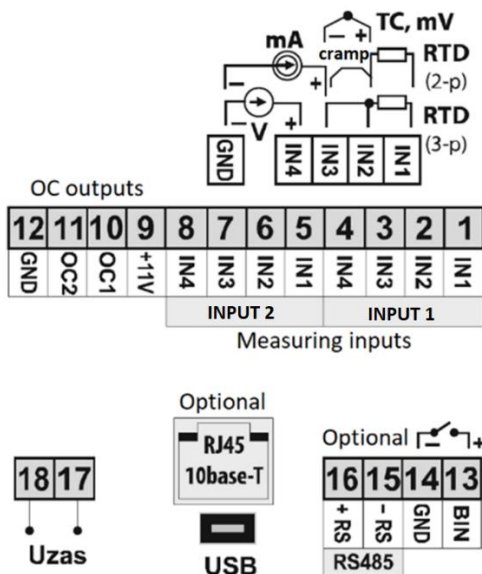 TC, mV
− +
mA
cramp
RTD
(2-p)
− +
RTD
(3-p)
− V +
GND IN4 IN3 IN2 IN1
OC outputs
12 11 10 9 8 7 6 5 4 3 2 1
GND OC2 OC1 +11V IN4 IN3 IN2 IN1 IN4 IN3 IN2 IN1
INPUT 2 INPUT 1
Measuring inputs
Optional
RJ45
10base-T
USB
18 17
Uzas
Optional − +
16 15 14 13
+ RS − RS GND BIN
RS485